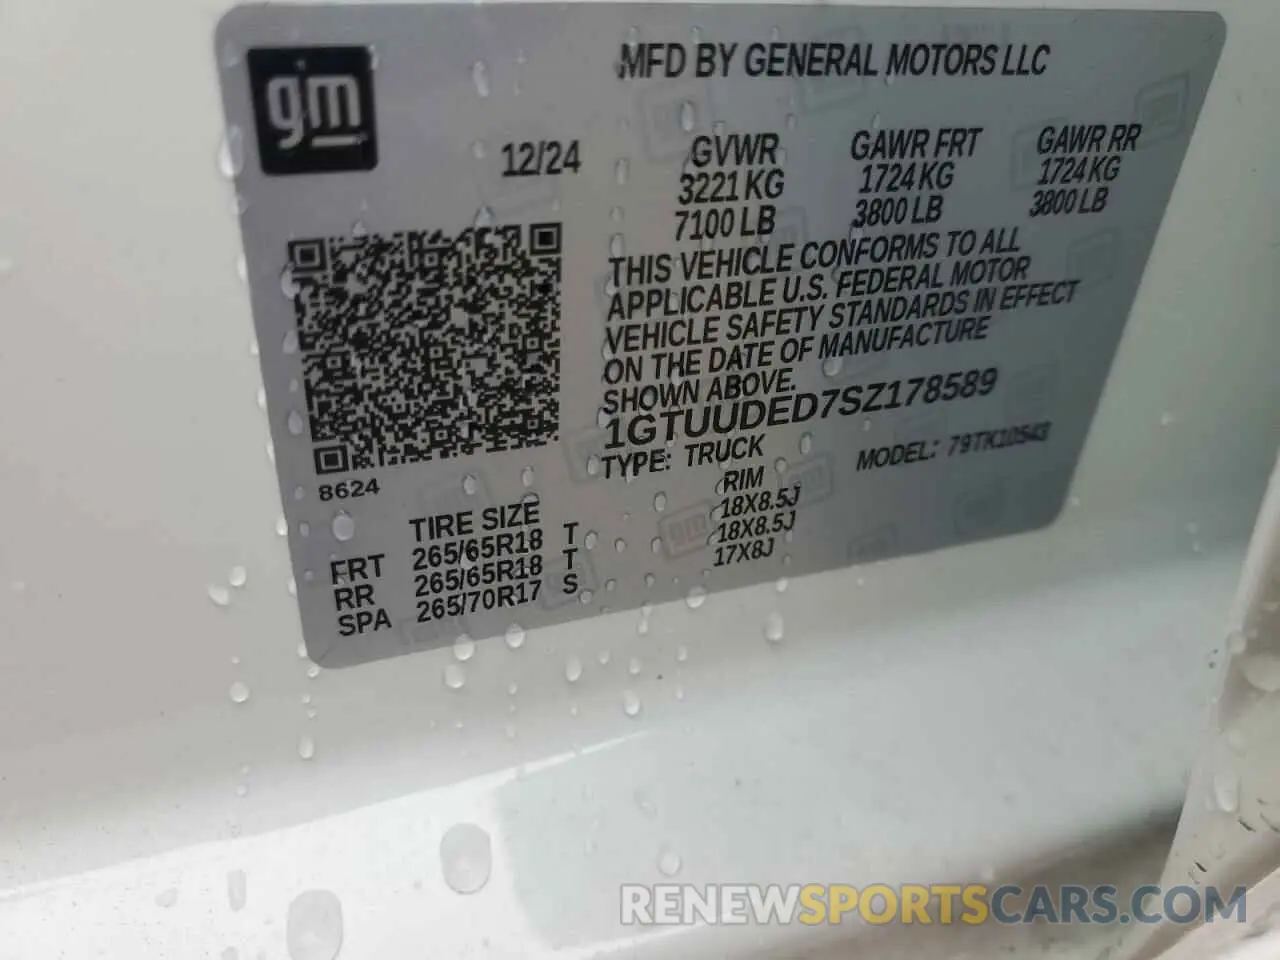 gm
MFD BY GENERAL MOTORS LLC
12/24
GVWR GAWR FRT GAWR RR
3221 KG 1724 KG 1724 KG
7100 LB 3800 LB 3800 LB
THIS VEHICLE CONFORMS TO ALL
APPLICABLE U.S. FEDERAL MOTOR
VEHICLE SAFETY STANDARDS IN EFFECT
ON THE DATE OF MANUFACTURE
SHOWN ABOVE.
1GTUUDED7SZ178589
TYPE: TRUCK MODEL: 79TK10543
8624
TIRE SIZE RIM
FRT 265/65R18 T 18X8.5J
RR 265/65R18 T 18X8.5J
SPA 265/70R17 S 17X8J
RENEWSPORTSCARS.COM